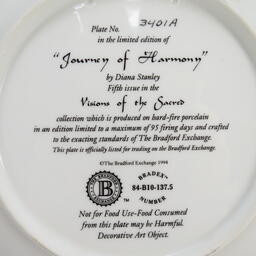 Plate No. 3401A
in the limited edition of
"Journey of Harmony"
by Diana Stanley
Fifth issue in the
Visions of the Sacred
collection which is produced on hard-fire porcelain
in an edition limited to a maximum of 95 firing days and crafted
to the exacting standards of The Bradford Exchange.
This plate is officially listed for trading on the Bradford Exchange.
©The Bradford Exchange 1994
B
TM
BRADEX®
84-B10-137.5
NUMBER
Not for Food Use-Food Consumed
from this plate may be Harmful.
Decorative Art Object.